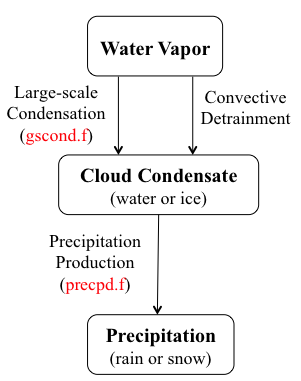 Water Vapor
Large-scale
Condensation
(gscond.f)
Convective
Detrainment
Cloud Condensate
(water or ice)
Precipitation
Production
(precpd.f)
Precipitation
(rain or snow)